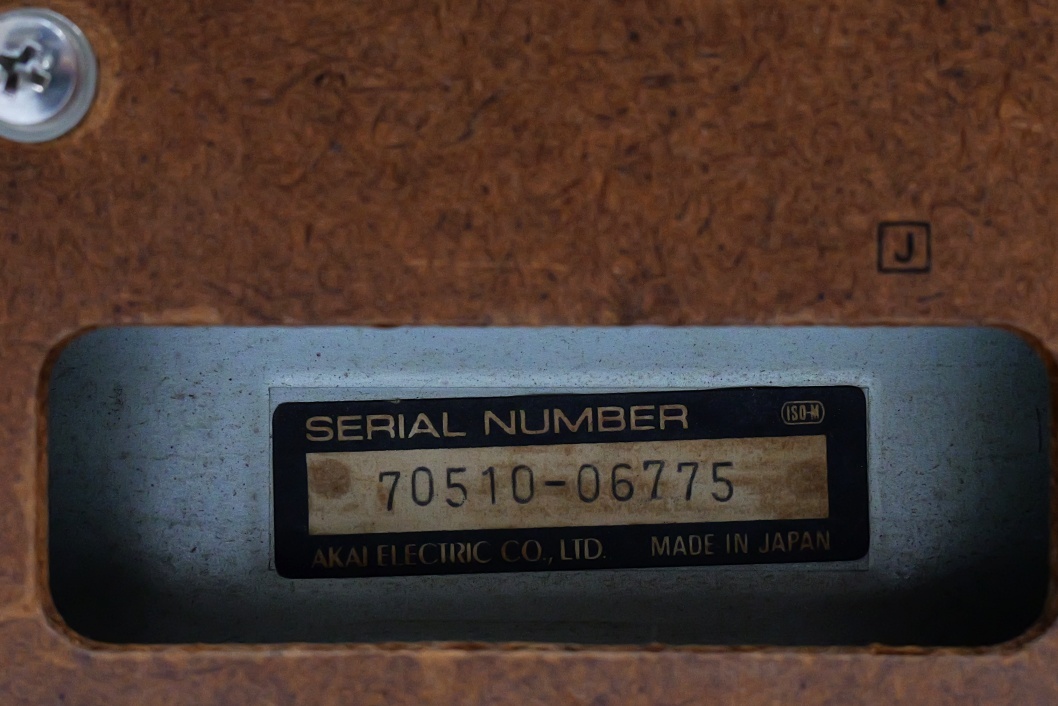 J
SERIAL NUMBER ISO-M
70510-06775
AKAI ELECTRIC CO., LTD. MADE IN JAPAN